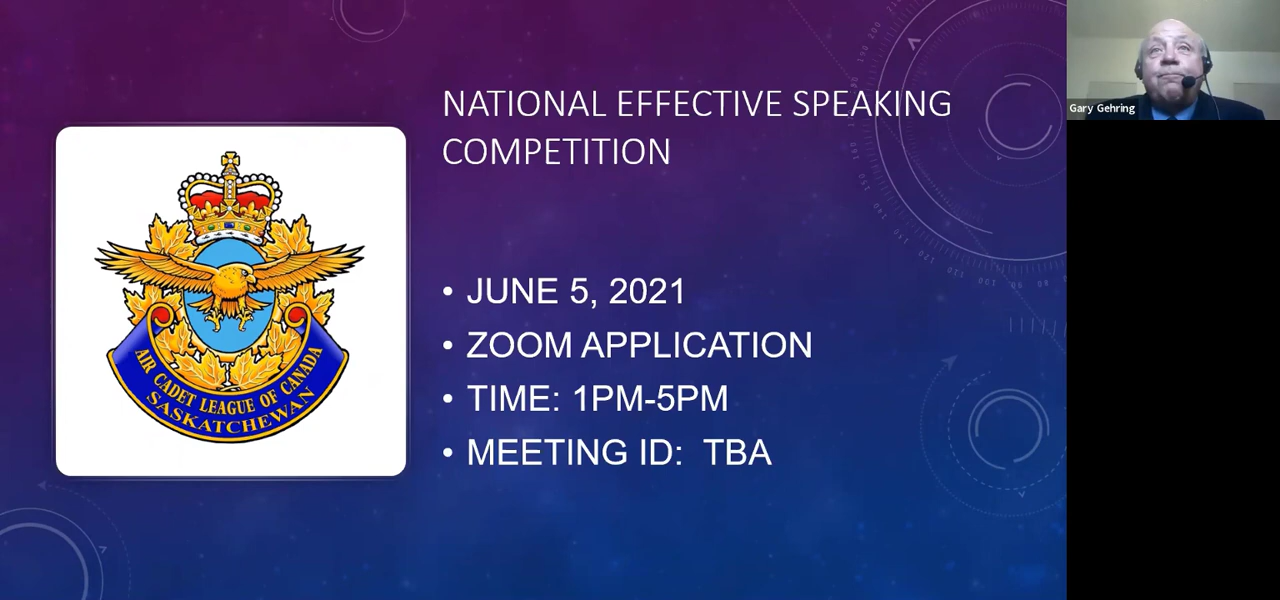 NATIONAL EFFECTIVE SPEAKING
COMPETITION
• JUNE 5, 2021
• ZOOM APPLICATION
• TIME: 1PM-5PM
• MEETING ID:  TBA
AIR CADET LEAGUE OF CANADA
SASKATCHEWAN
Gary Gehring